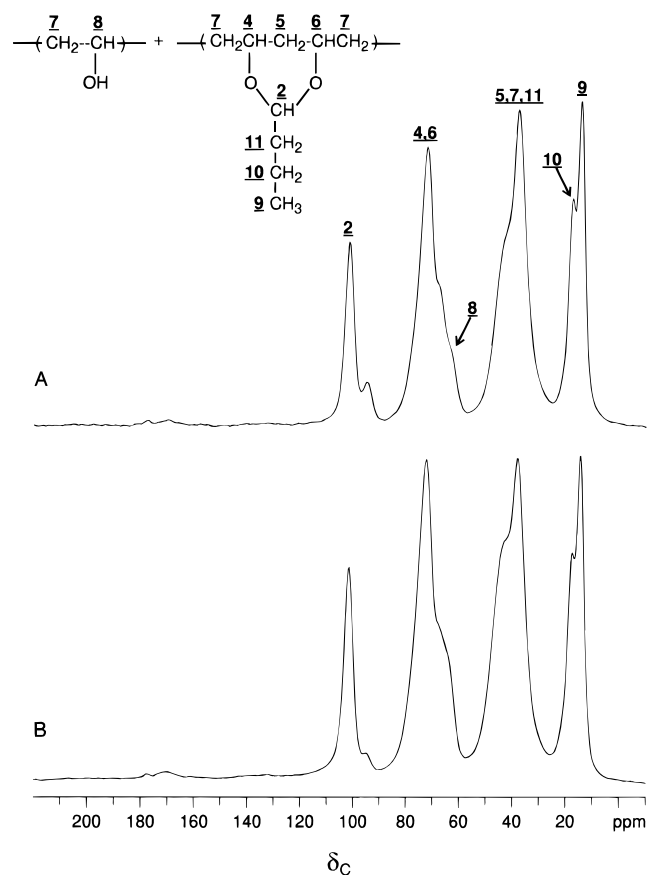 7 8 7 4 5 6 7
—(CH₂--CH)— + —(CH₂CH-CH₂-CHCH₂)—
OH
O O
2
CH
11 CH₂
10 CH₂
9 CH₃
2
4,6
8
5,7,11
10
9
A
B
200 180 160 140 120 100 80 60 40 20 ppm
δC